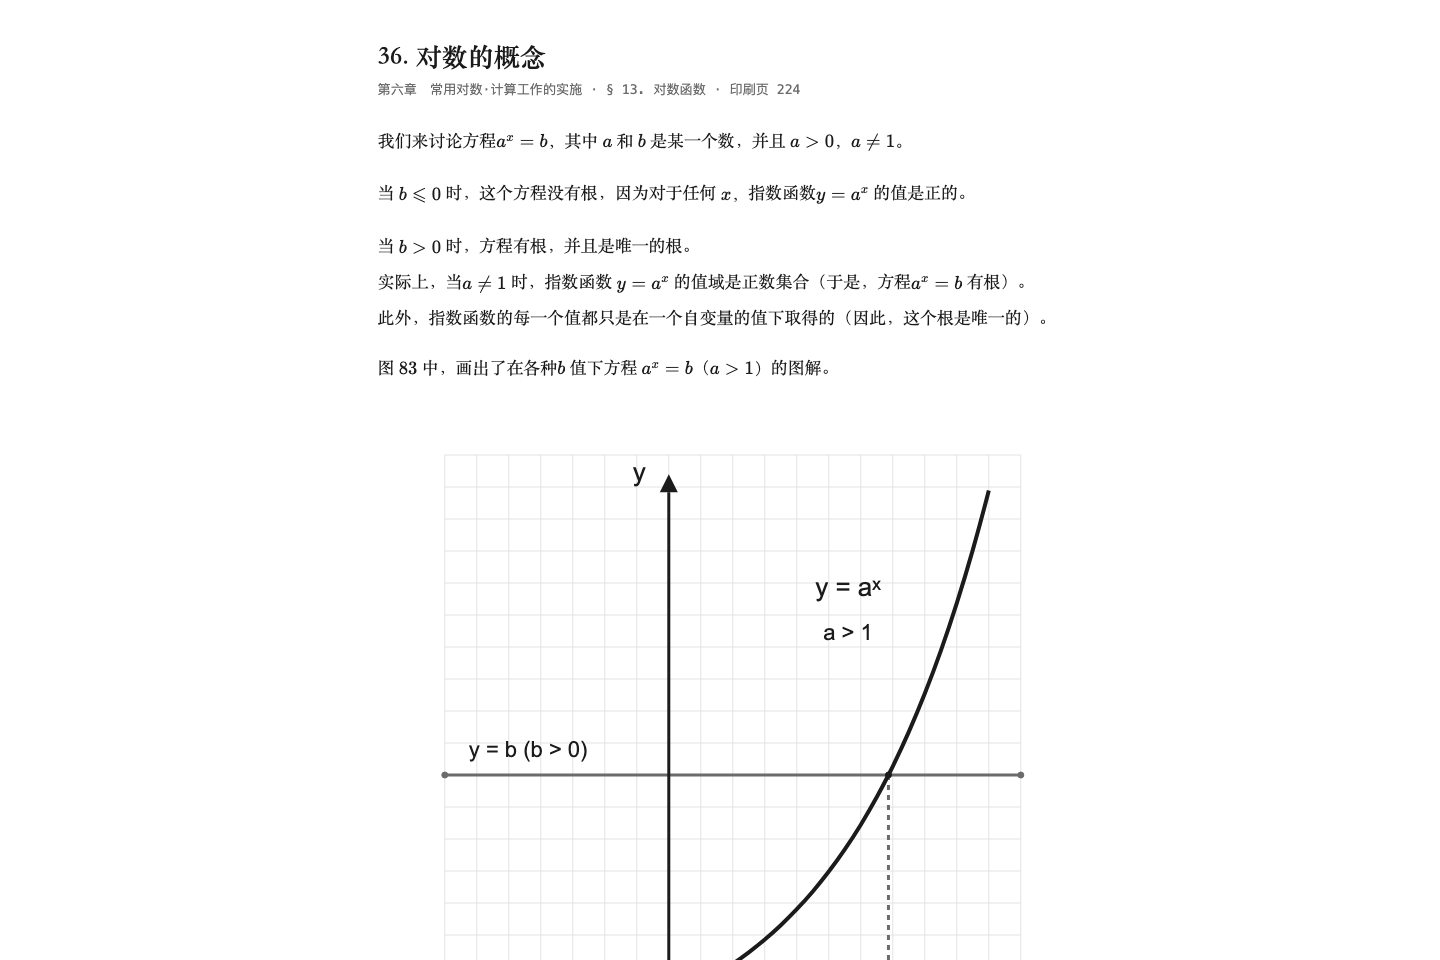 36. 对数的概念
第六章　常用对数·计算工作的实施 · § 13. 对数函数 · 印刷页 224
我们来讨论方程aˣ = b，其中 a 和 b 是某一个数，并且 a > 0，a ≠ 1。
当 b ⩽ 0 时，这个方程没有根，因为对于任何 x，指数函数y = aˣ 的值是正的。
当 b > 0 时，方程有根，并且是唯一的根。
实际上，当a ≠ 1 时，指数函数 y = aˣ 的值域是正数集合（于是，方程aˣ = b 有根）。
此外，指数函数的每一个值都只是在一个自变量的值下取得的（因此，这个根是唯一的）。
图 83 中，画出了在各种b 值下方程 aˣ = b（a > 1）的图解。
y
y = aˣ
a > 1
y = b (b > 0)